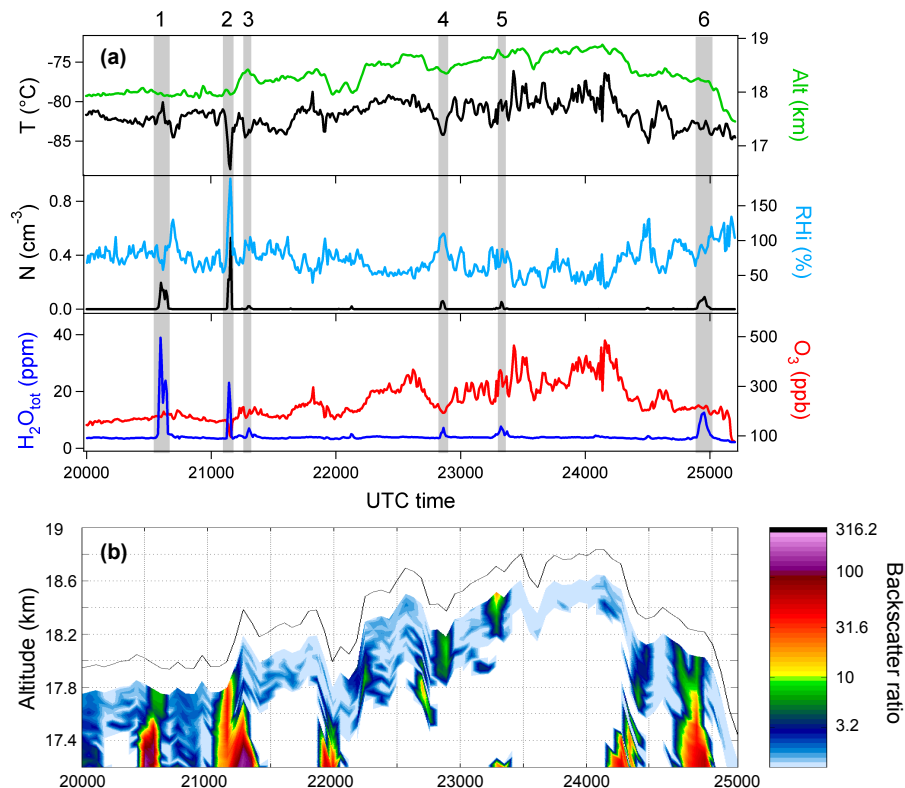 1 2 3 4 5 6
(a)
-75
-80
-85
T (°C)
19
18
17
Alt (km)
0.8
0.4
0.0
N (cm-3)
150
100
50
RHi (%)
40
20
0
H2Otot (ppm)
500
300
100
O3 (ppb)
20000 21000 22000 23000 24000 25000
UTC time
(b)
19
18.6
18.2
17.8
17.4
Altitude (km)
20000 21000 22000 23000 24000 25000
316.2
100
31.6
10
3.2
Backscatter ratio